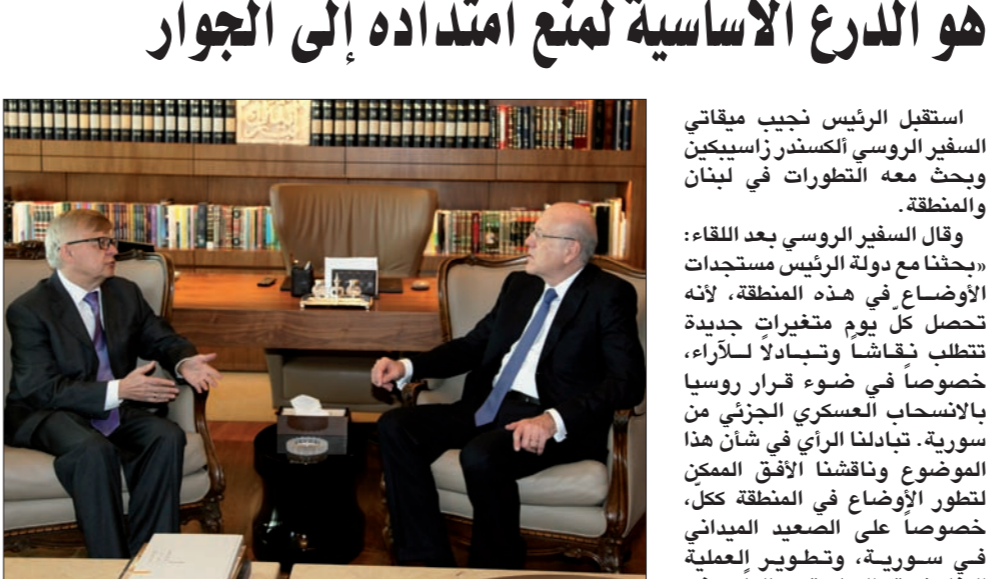 هو الدرع الأساسية لمنع امتداده إلى الجوار
استقبل الرئيس نجيب ميقاتي
السفير الروسي ألكسندر زاسيبكين
وبحث معه التطورات في لبنان
والمنطقة.
وقال السفير الروسي بعد اللقاء:
«بحثنا مع دولة الرئيس مستجدات
الأوضاع في هذه المنطقة، لأنه
تحصل كلّ يوم متغيرات جديدة
تتطلب نقاشاً وتبادلاً للآراء،
خصوصاً في ضوء قرار روسيا
بالانسحاب العسكري الجزئي من
سورية. تبادلنا الرأي في شأن هذا
الموضوع وناقشنا الأفق الممكن
لتطور الأوضاع في المنطقة ككلّ،
خصوصاً على الصعيد الميداني
في سورية، وتطوير العملية